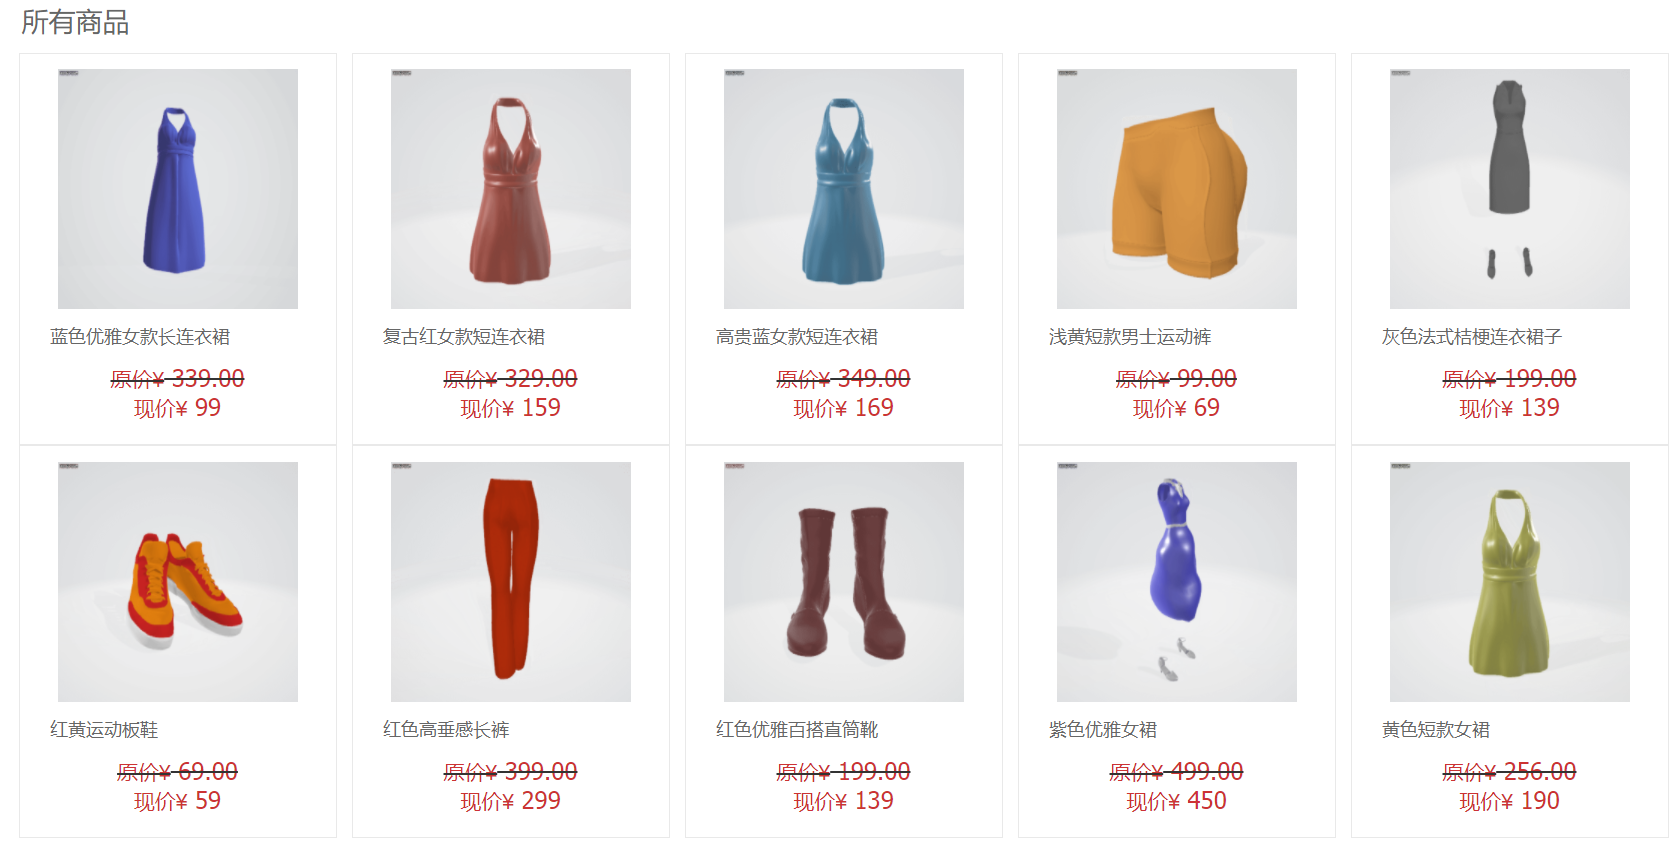 所有商品
蓝色优雅女款长连衣裙
原价¥ 339.00
现价¥ 99
复古红女款短连衣裙
原价¥ 329.00
现价¥ 159
高贵蓝女款短连衣裙
原价¥ 349.00
现价¥ 169
浅黄短款男士运动裤
原价¥ 99.00
现价¥ 69
灰色法式桔梗连衣裙子
原价¥ 199.00
现价¥ 139
红黄运动板鞋
原价¥ 69.00
现价¥ 59
红色高垂感长裤
原价¥ 399.00
现价¥ 299
红色优雅百搭直筒靴
原价¥ 199.00
现价¥ 139
紫色优雅女裙
原价¥ 499.00
现价¥ 450
黄色短款女裙
原价¥ 256.00
现价¥ 190